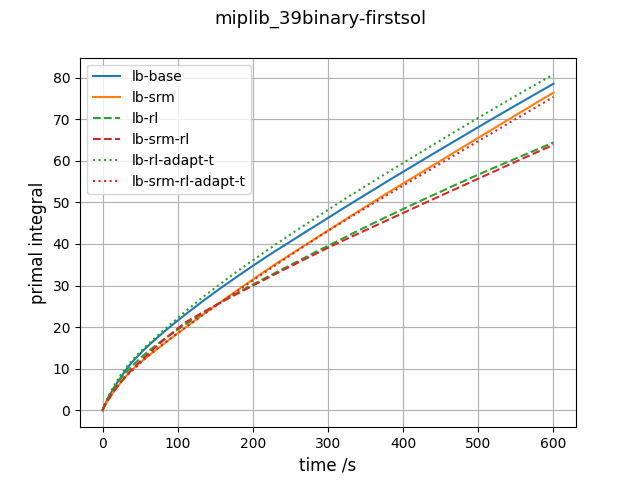 miplib_39binary-firstsol
lb-base
lb-srm
lb-rl
lb-srm-rl
lb-rl-adapt-t
lb-srm-rl-adapt-t
primal integral
80
70
60
50
40
30
20
10
0
0 100 200 300 400 500 600
time /s